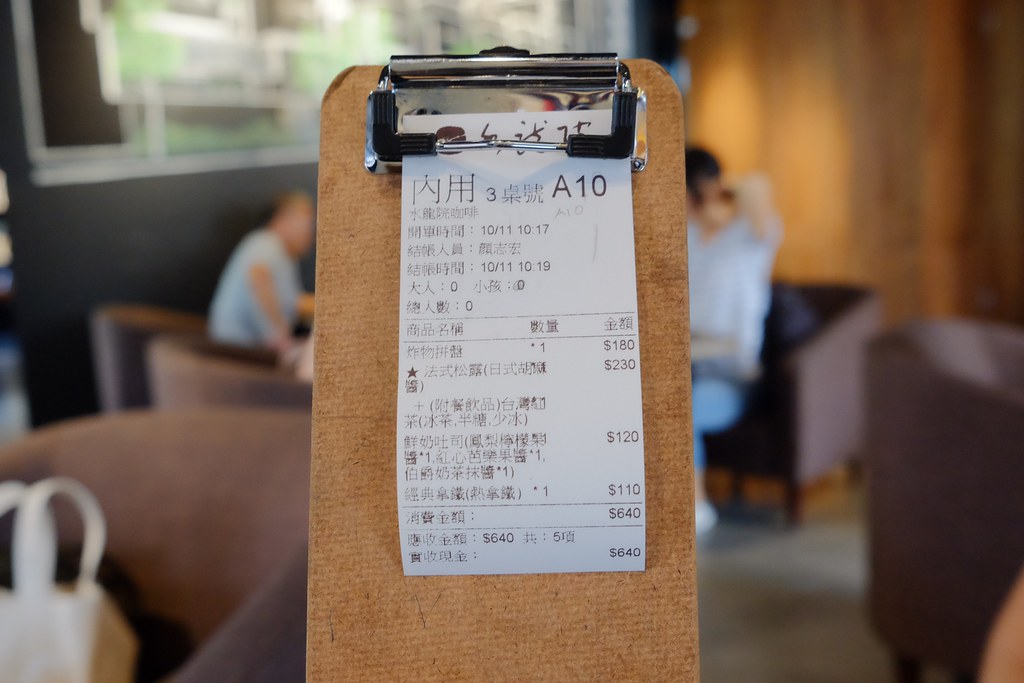 內用 3 桌號 A10
水龍院咖啡
A10
開單時間：10/11 10:17
結帳人員：顏志宏
結帳時間：10/11 10:19
大人：0 小孩：0
總人數：0
商品名稱 數量 金額
炸物拼盤 *1 $180
★ 法式松露(日式胡麻 $230
醬)
＋(附餐飲品)台灣紅
茶(冰茶,半糖,少冰)
鮮奶吐司(鳳梨檸檬果 $120
醬*1,紅心芭樂果醬*1,
伯爵奶茶抹醬*1)
經典拿鐵(熱拿鐵) *1 $110
消費金額： $640
應收金額：$640 共：5項
實收現金： $640